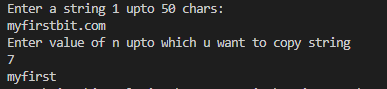 Enter a string 1 upto 50 chars:
myfirstbit.com
Enter value of n upto which u want to copy string
7
myfirst